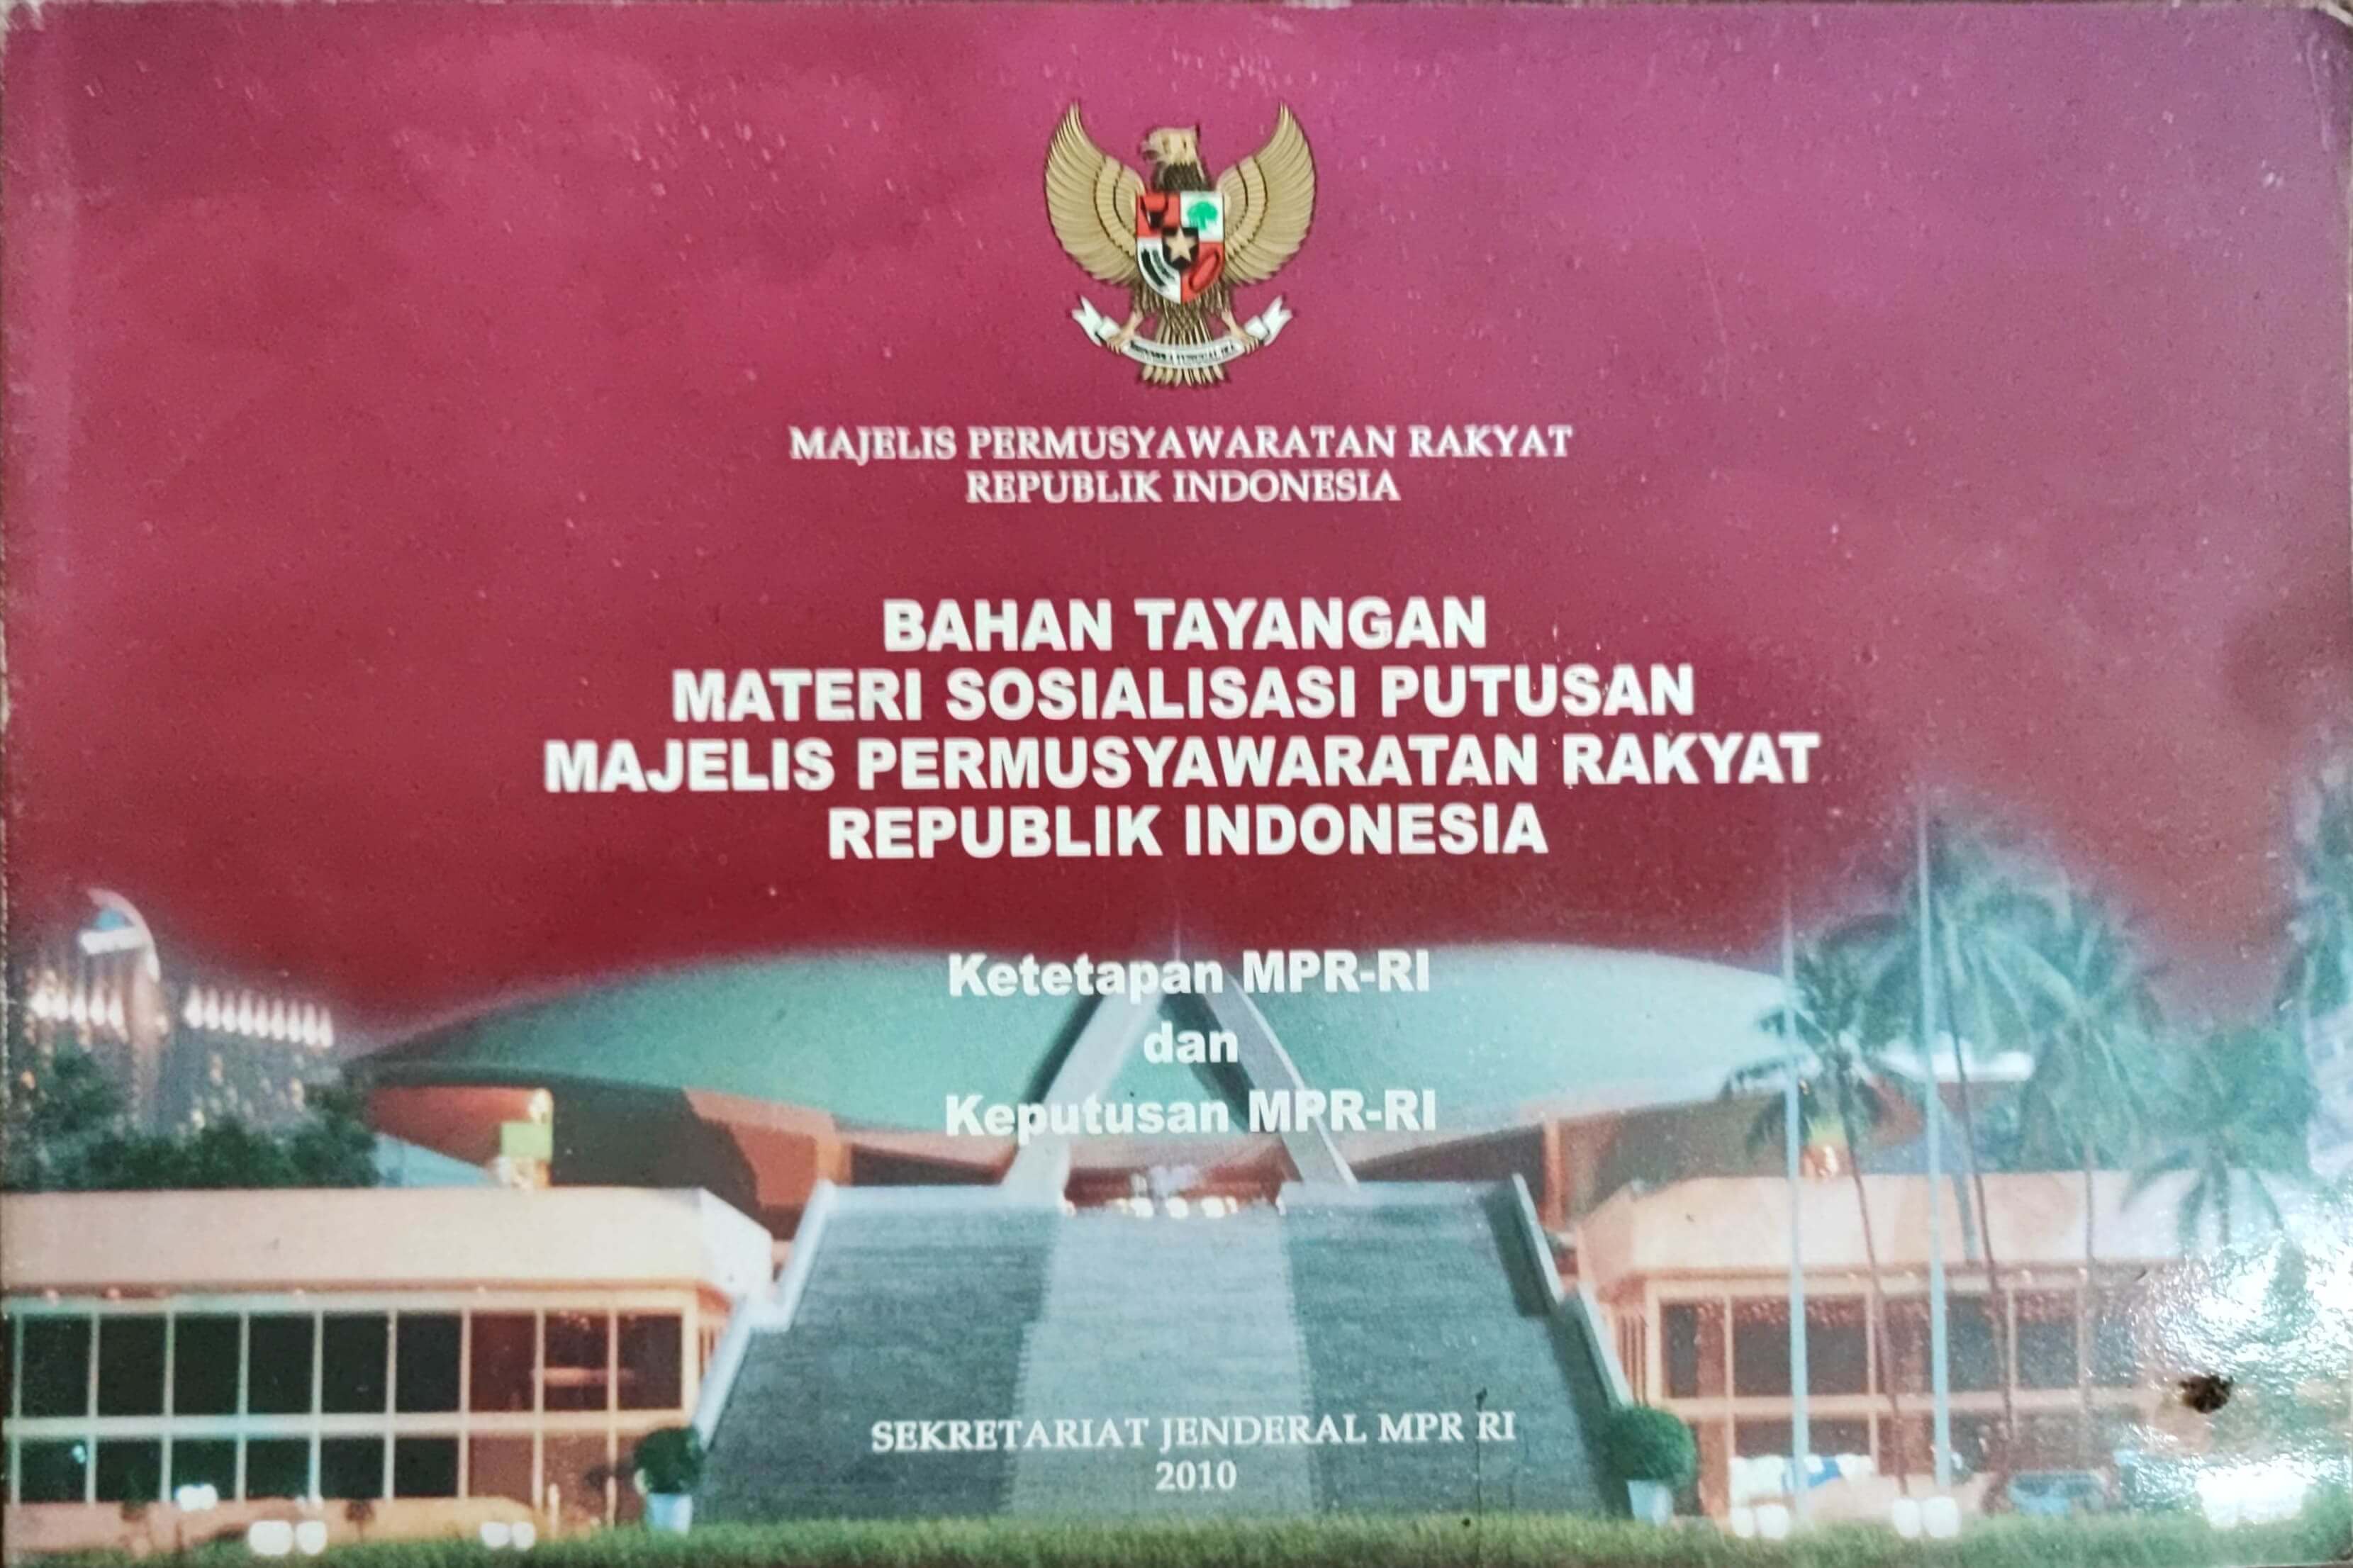 MAJELIS PERMUSYAWARATAN RAKYAT
REPUBLIK INDONESIA
BAHAN TAYANGAN
MATERI SOSIALISASI PUTUSAN
MAJELIS PERMUSYAWARATAN RAKYAT
REPUBLIK INDONESIA
Ketetapan MPR-RI
dan
Keputusan MPR-RI
SEKRETARIAT JENDERAL MPR RI
2010